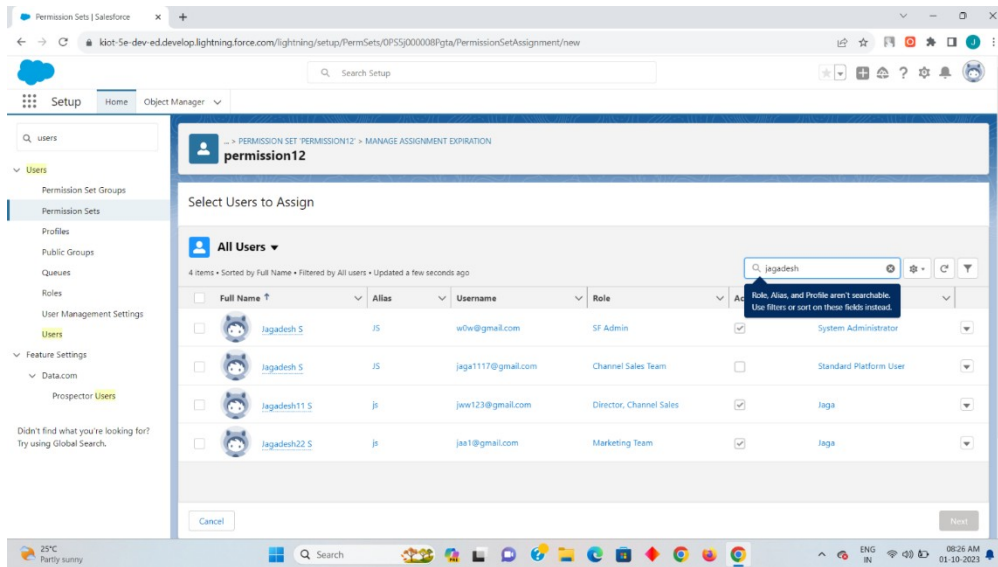 Permission Sets | Salesforce
kiot-5e-dev-ed.develop.lightning.force.com/lightning/setup/PermSets/0PS5j000008Pgta/PermissionSetAssignment/new
J
Search Setup
Setup Home Object Manager
users
Users
Permission Set Groups
Permission Sets
Profiles
Public Groups
Queues
Roles
User Management Settings
Users
Feature Settings
Data.com
Prospector Users
Didn't find what you're looking for?
Try using Global Search.
... > PERMISSION SET 'PERMISSION12' > MANAGE ASSIGNMENT EXPIRATION
permission12
Select Users to Assign
All Users
4 items • Sorted by Full Name • Filtered by All users • Updated a few seconds ago
jagadesh
Role, Alias, and Profile aren't searchable.
Use filters or sort on these fields instead.
Full Name ↑ Alias Username Role
Jagadesh S JS w0w@gmail.com SF Admin System Administrator
Jagadesh S JS jaga1117@gmail.com Channel Sales Team Standard Platform User
Jagadesh11 S js jww123@gmail.com Director, Channel Sales Jaga
Jagadesh22 S js jaa1@gmail.com Marketing Team Jaga
Cancel Next
25°C
Partly sunny
Search
ENG
IN
08:26 AM
01-10-2023